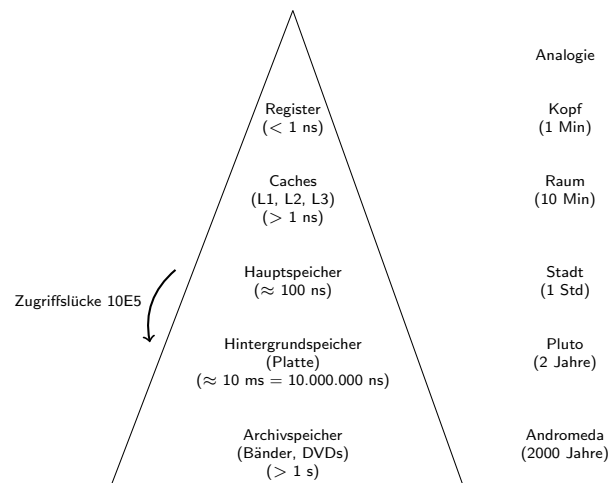 Analogie
Register
(< 1 ns)
Kopf
(1 Min)
Caches
(L1, L2, L3)
(> 1 ns)
Raum
(10 Min)
Hauptspeicher
(≈ 100 ns)
Stadt
(1 Std)
Zugriffslücke 10E5
Hintergrundspeicher
(Platte)
(≈ 10 ms = 10.000.000 ns)
Pluto
(2 Jahre)
Archivspeicher
(Bänder, DVDs)
(> 1 s)
Andromeda
(2000 Jahre)